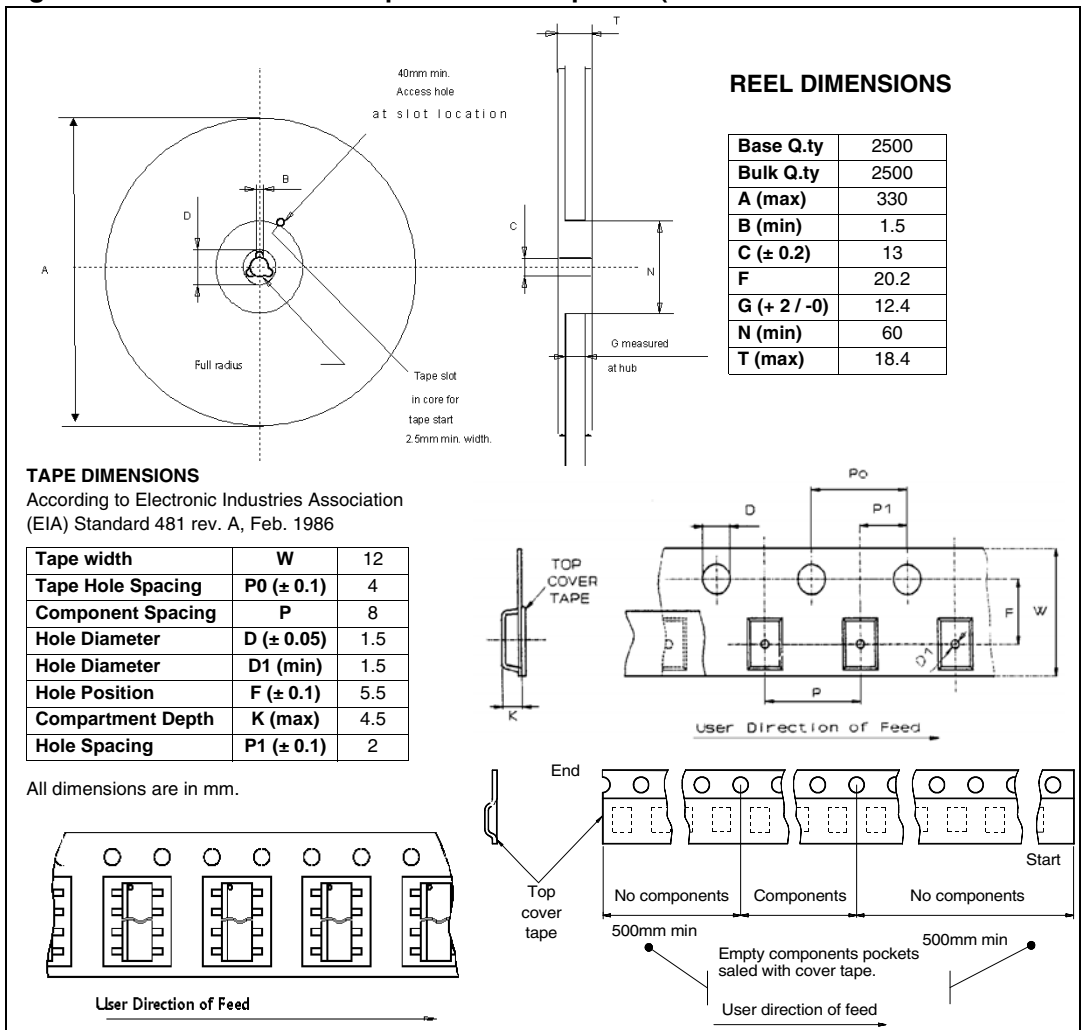 T
40mm min.
Access hole
at slot location
B
D
C
A
N
Full radius
Tape slot
in core for
tape start
2.5mm min. width.
G measured
at hub
REEL DIMENSIONS
Base Q.ty 2500
Bulk Q.ty 2500
A (max) 330
B (min) 1.5
C (± 0.2) 13
F 20.2
G (+ 2 / -0) 12.4
N (min) 60
T (max) 18.4
TAPE DIMENSIONS
According to Electronic Industries Association
(EIA) Standard 481 rev. A, Feb. 1986
Tape width W 12
Tape Hole Spacing P0 (± 0.1) 4
Component Spacing P 8
Hole Diameter D (± 0.05) 1.5
Hole Diameter D1 (min) 1.5
Hole Position F (± 0.1) 5.5
Compartment Depth K (max) 4.5
Hole Spacing P1 (± 0.1) 2
All dimensions are in mm.
Po
D
P1
TOP
COVER
TAPE
F
W
D1
P
K
User Direction of Feed
End
Start
Top
cover
tape
No components
Components
No components
500mm min
500mm min
Empty components pockets
saled with cover tape.
User direction of feed
User Direction of Feed